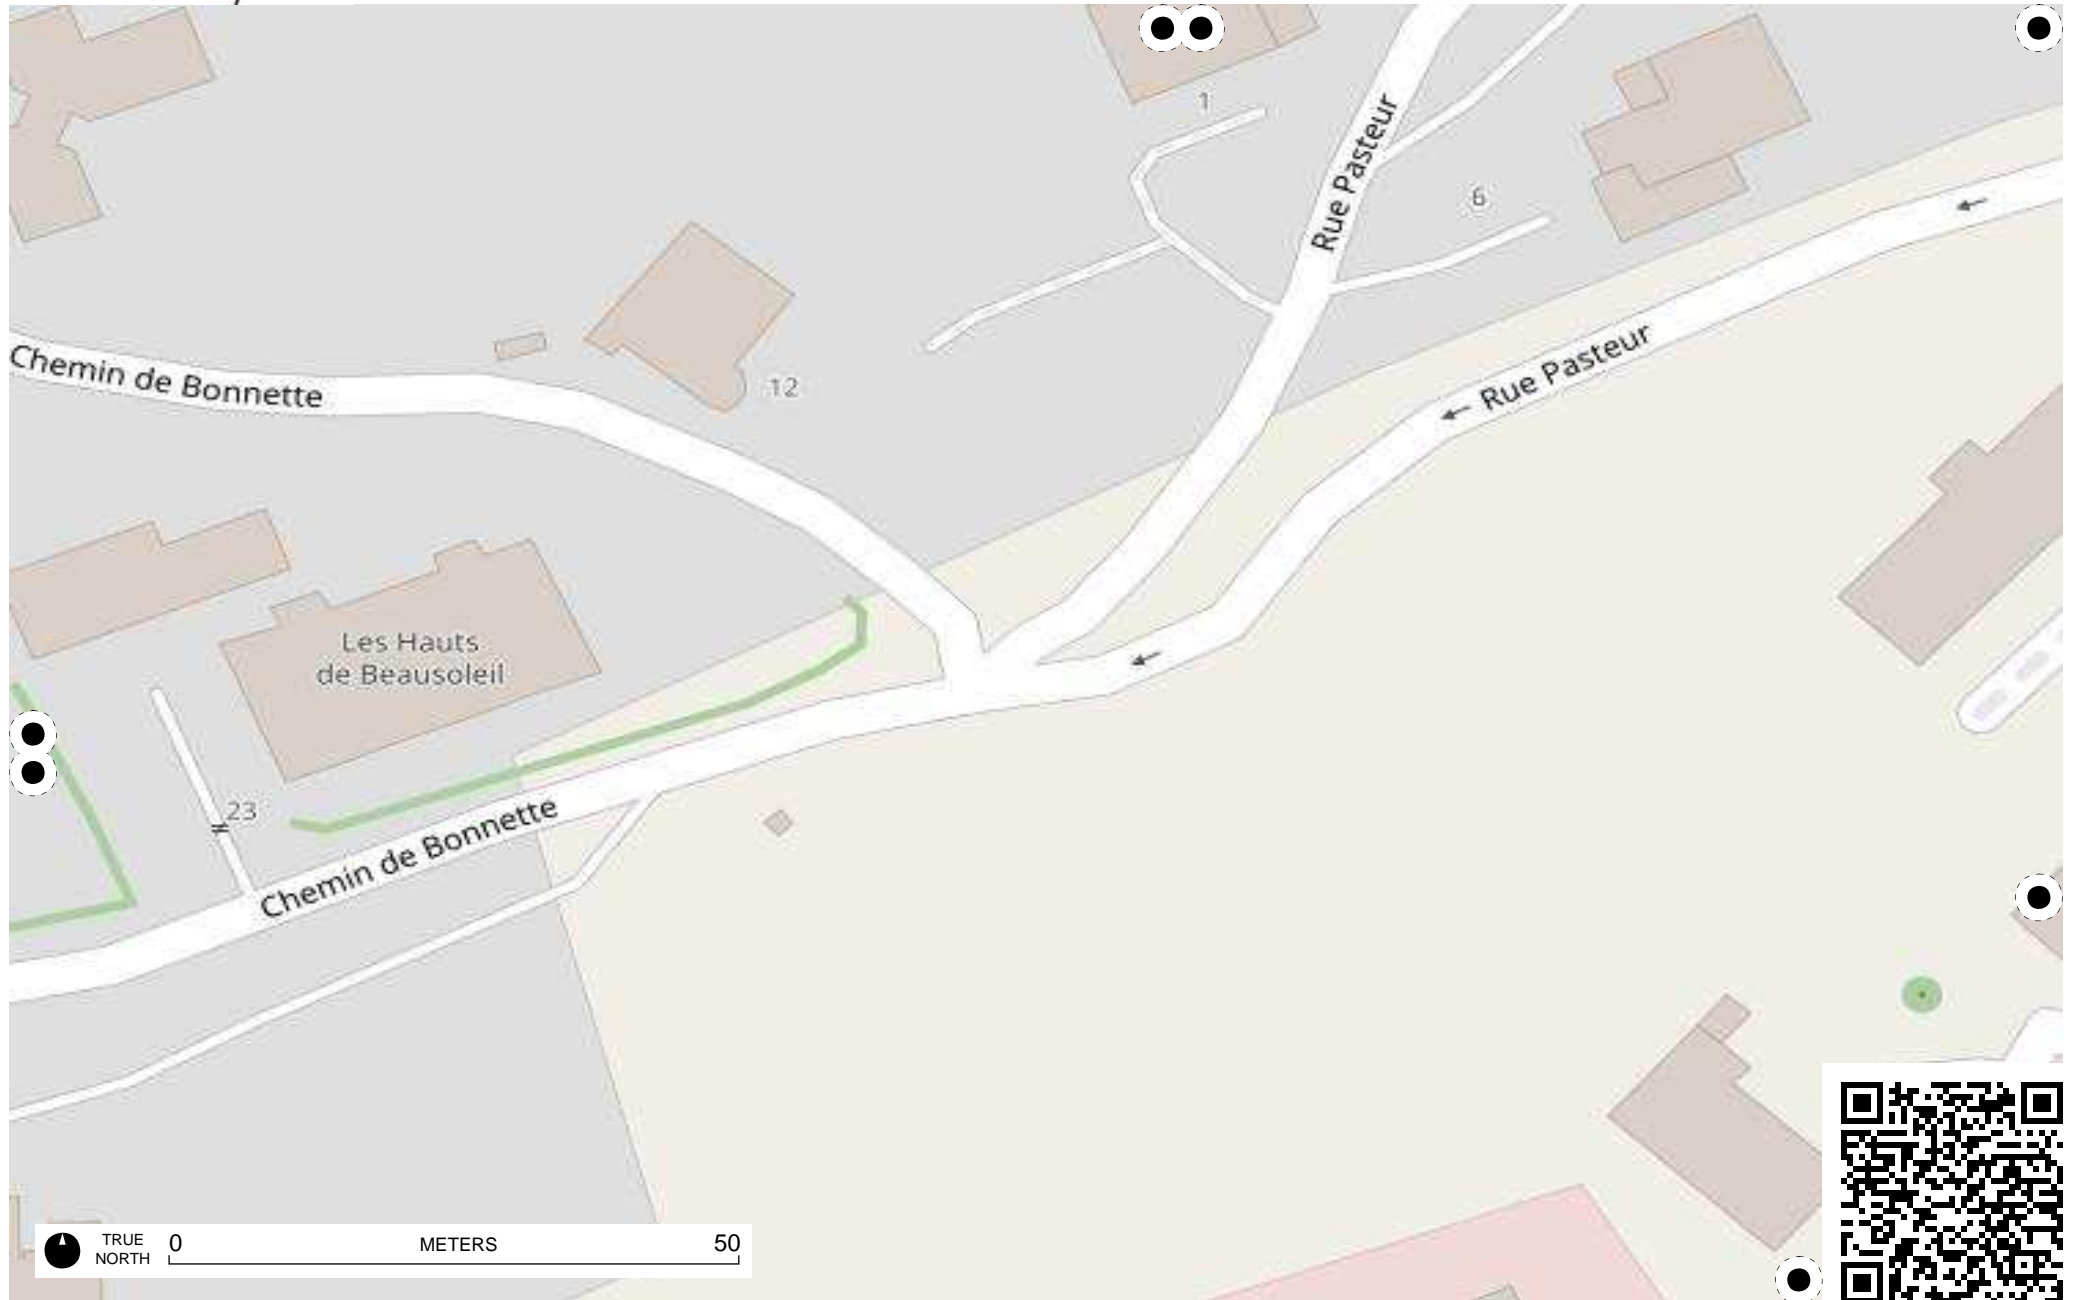 1
Rue Pasteur
6
Rue Pasteur
Chemin de Bonnette
12
Les Hauts
de Beausoleil
23
Chemin de Bonnette
TRUE
NORTH
0
METERS
50